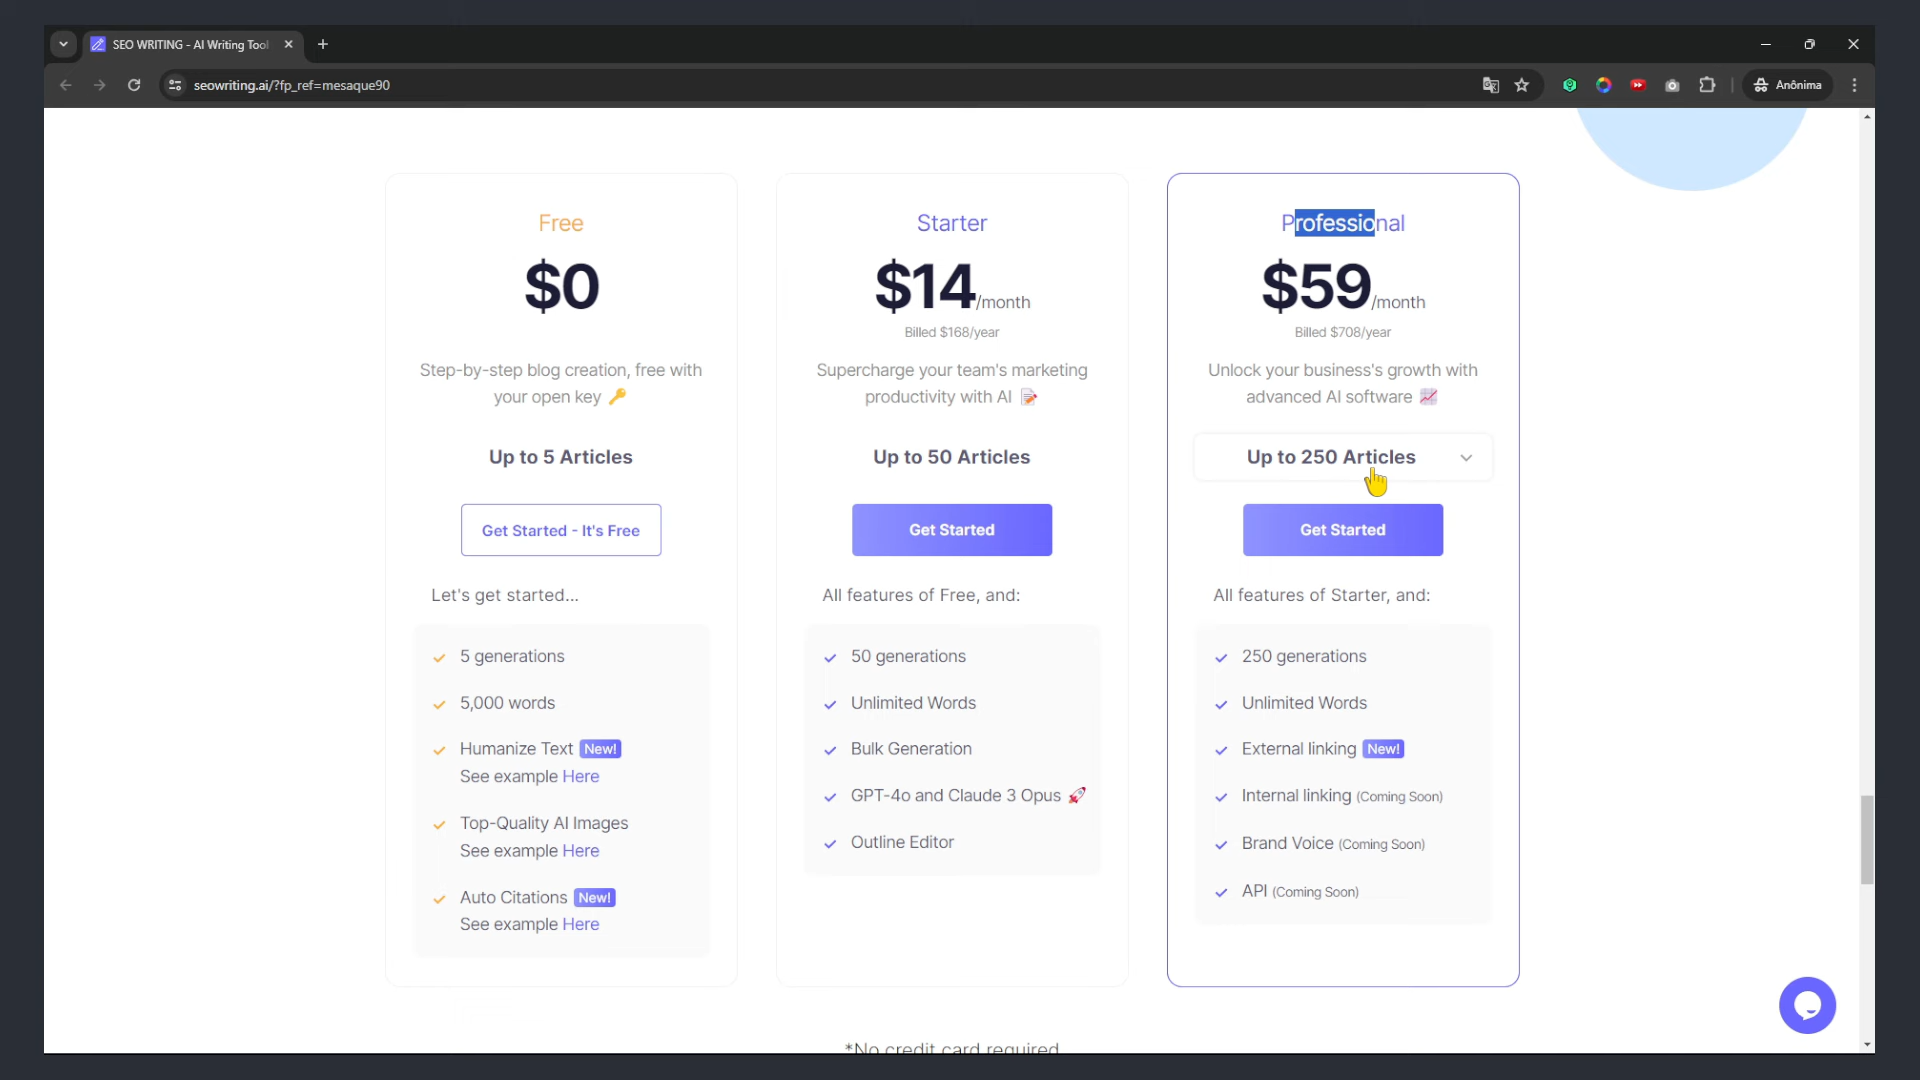 SEO WRITING - AI Writing Tool
seowriting.ai/?fp_ref=mesaque90
Anônima
Free
$0
Step-by-step blog creation, free with
your open key 🔑
Up to 5 Articles
Get Started - It's Free
Let's get started...
5 generations
5,000 words
Humanize Text New!
See example Here
Top-Quality AI Images
See example Here
Auto Citations New!
See example Here
Starter
$14/month
Billed $168/year
Supercharge your team's marketing
productivity with AI 📝
Up to 50 Articles
Get Started
All features of Free, and:
50 generations
Unlimited Words
Bulk Generation
GPT-4o and Claude 3 Opus 🚀
Outline Editor
Professional
$59/month
Billed $708/year
Unlock your business's growth with
advanced AI software 📈
Up to 250 Articles
Get Started
All features of Starter, and:
250 generations
Unlimited Words
External linking New!
Internal linking (Coming Soon)
Brand Voice (Coming Soon)
API (Coming Soon)
*No credit card required